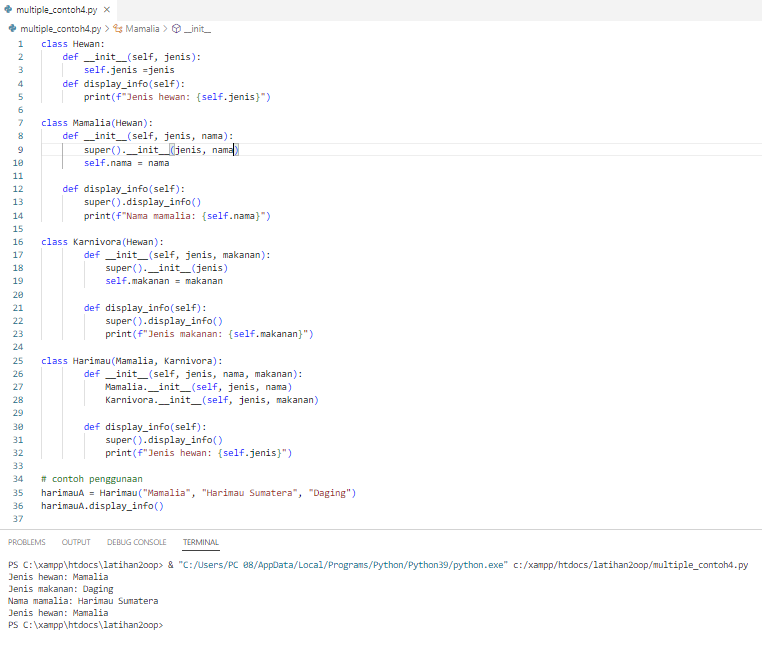 multiple_contoh4.py ×
multiple_contoh4.py > Mamalia > __init__
1 class Hewan:
2     def __init__(self, jenis):
3         self.jenis =jenis
4     def display_info(self):
5         print(f"Jenis hewan: {self.jenis}")
6
7 class Mamalia(Hewan):
8     def __init__(self, jenis, nama):
9         super().__init__(jenis, nama)
10         self.nama = nama
11
12     def display_info(self):
13         super().display_info()
14         print(f"Nama mamalia: {self.nama}")
15
16 class Karnivora(Hewan):
17         def __init__(self, jenis, makanan):
18             super().__init__(jenis)
19             self.makanan = makanan
20
21         def display_info(self):
22             super().display_info()
23             print(f"Jenis makanan: {self.makanan}")
24
25 class Harimau(Mamalia, Karnivora):
26         def __init__(self, jenis, nama, makanan):
27             Mamalia.__init__(self, jenis, nama)
28             Karnivora.__init__(self, jenis, makanan)
29
30         def display_info(self):
31             super().display_info()
32             print(f"Jenis hewan: {self.jenis}")
33
34 # contoh penggunaan
35 harimauA = Harimau("Mamalia", "Harimau Sumatera", "Daging")
36 harimauA.display_info()
37
PROBLEMS OUTPUT DEBUG CONSOLE TERMINAL
PS C:\xampp\htdocs\latihan2oop> & "C:/Users/PC 08/AppData/Local/Programs/Python/Python39/python.exe" c:/xampp/htdocs/latihan2oop/multiple_contoh4.py
Jenis hewan: Mamalia
Jenis makanan: Daging
Nama mamalia: Harimau Sumatera
Jenis hewan: Mamalia
PS C:\xampp\htdocs\latihan2oop>